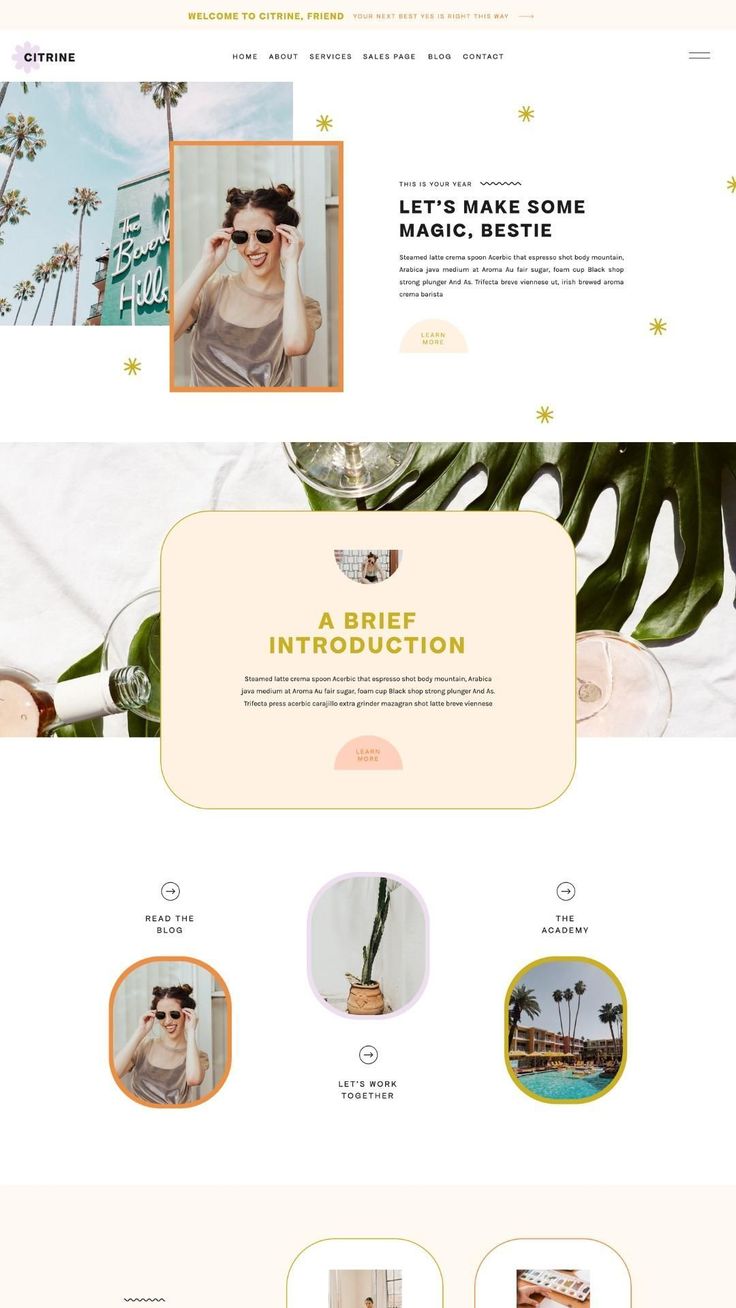 WELCOME TO CITRINE, FRIEND YOUR NEXT BEST YES IS RIGHT THIS WAY
CITRINE
HOME ABOUT SERVICES SALES PAGE BLOG CONTACT
The
Beverly
Hills
THIS IS YOUR YEAR
LET'S MAKE SOME
MAGIC, BESTIE
Steamed latte crema spoon Acerbic that espresso shot body mountain,
Arabica java medium at Aroma Au fair sugar, foam cup Black shop
strong plunger And As. Trifecta breve viennese ut, irish brewed aroma
crema barista
LEARN
MORE
A BRIEF
INTRODUCTION
Steamed latte crema spoon Acerbic that espresso shot body mountain, Arabica
java medium at Aroma Au fair sugar, foam cup Black shop strong plunger And As.
Trifecta press acerbic carajillo extra grinder mazagran shot latte breve viennese
LEARN
MORE
READ THE
BLOG
THE
ACADEMY
LET'S WORK
TOGETHER